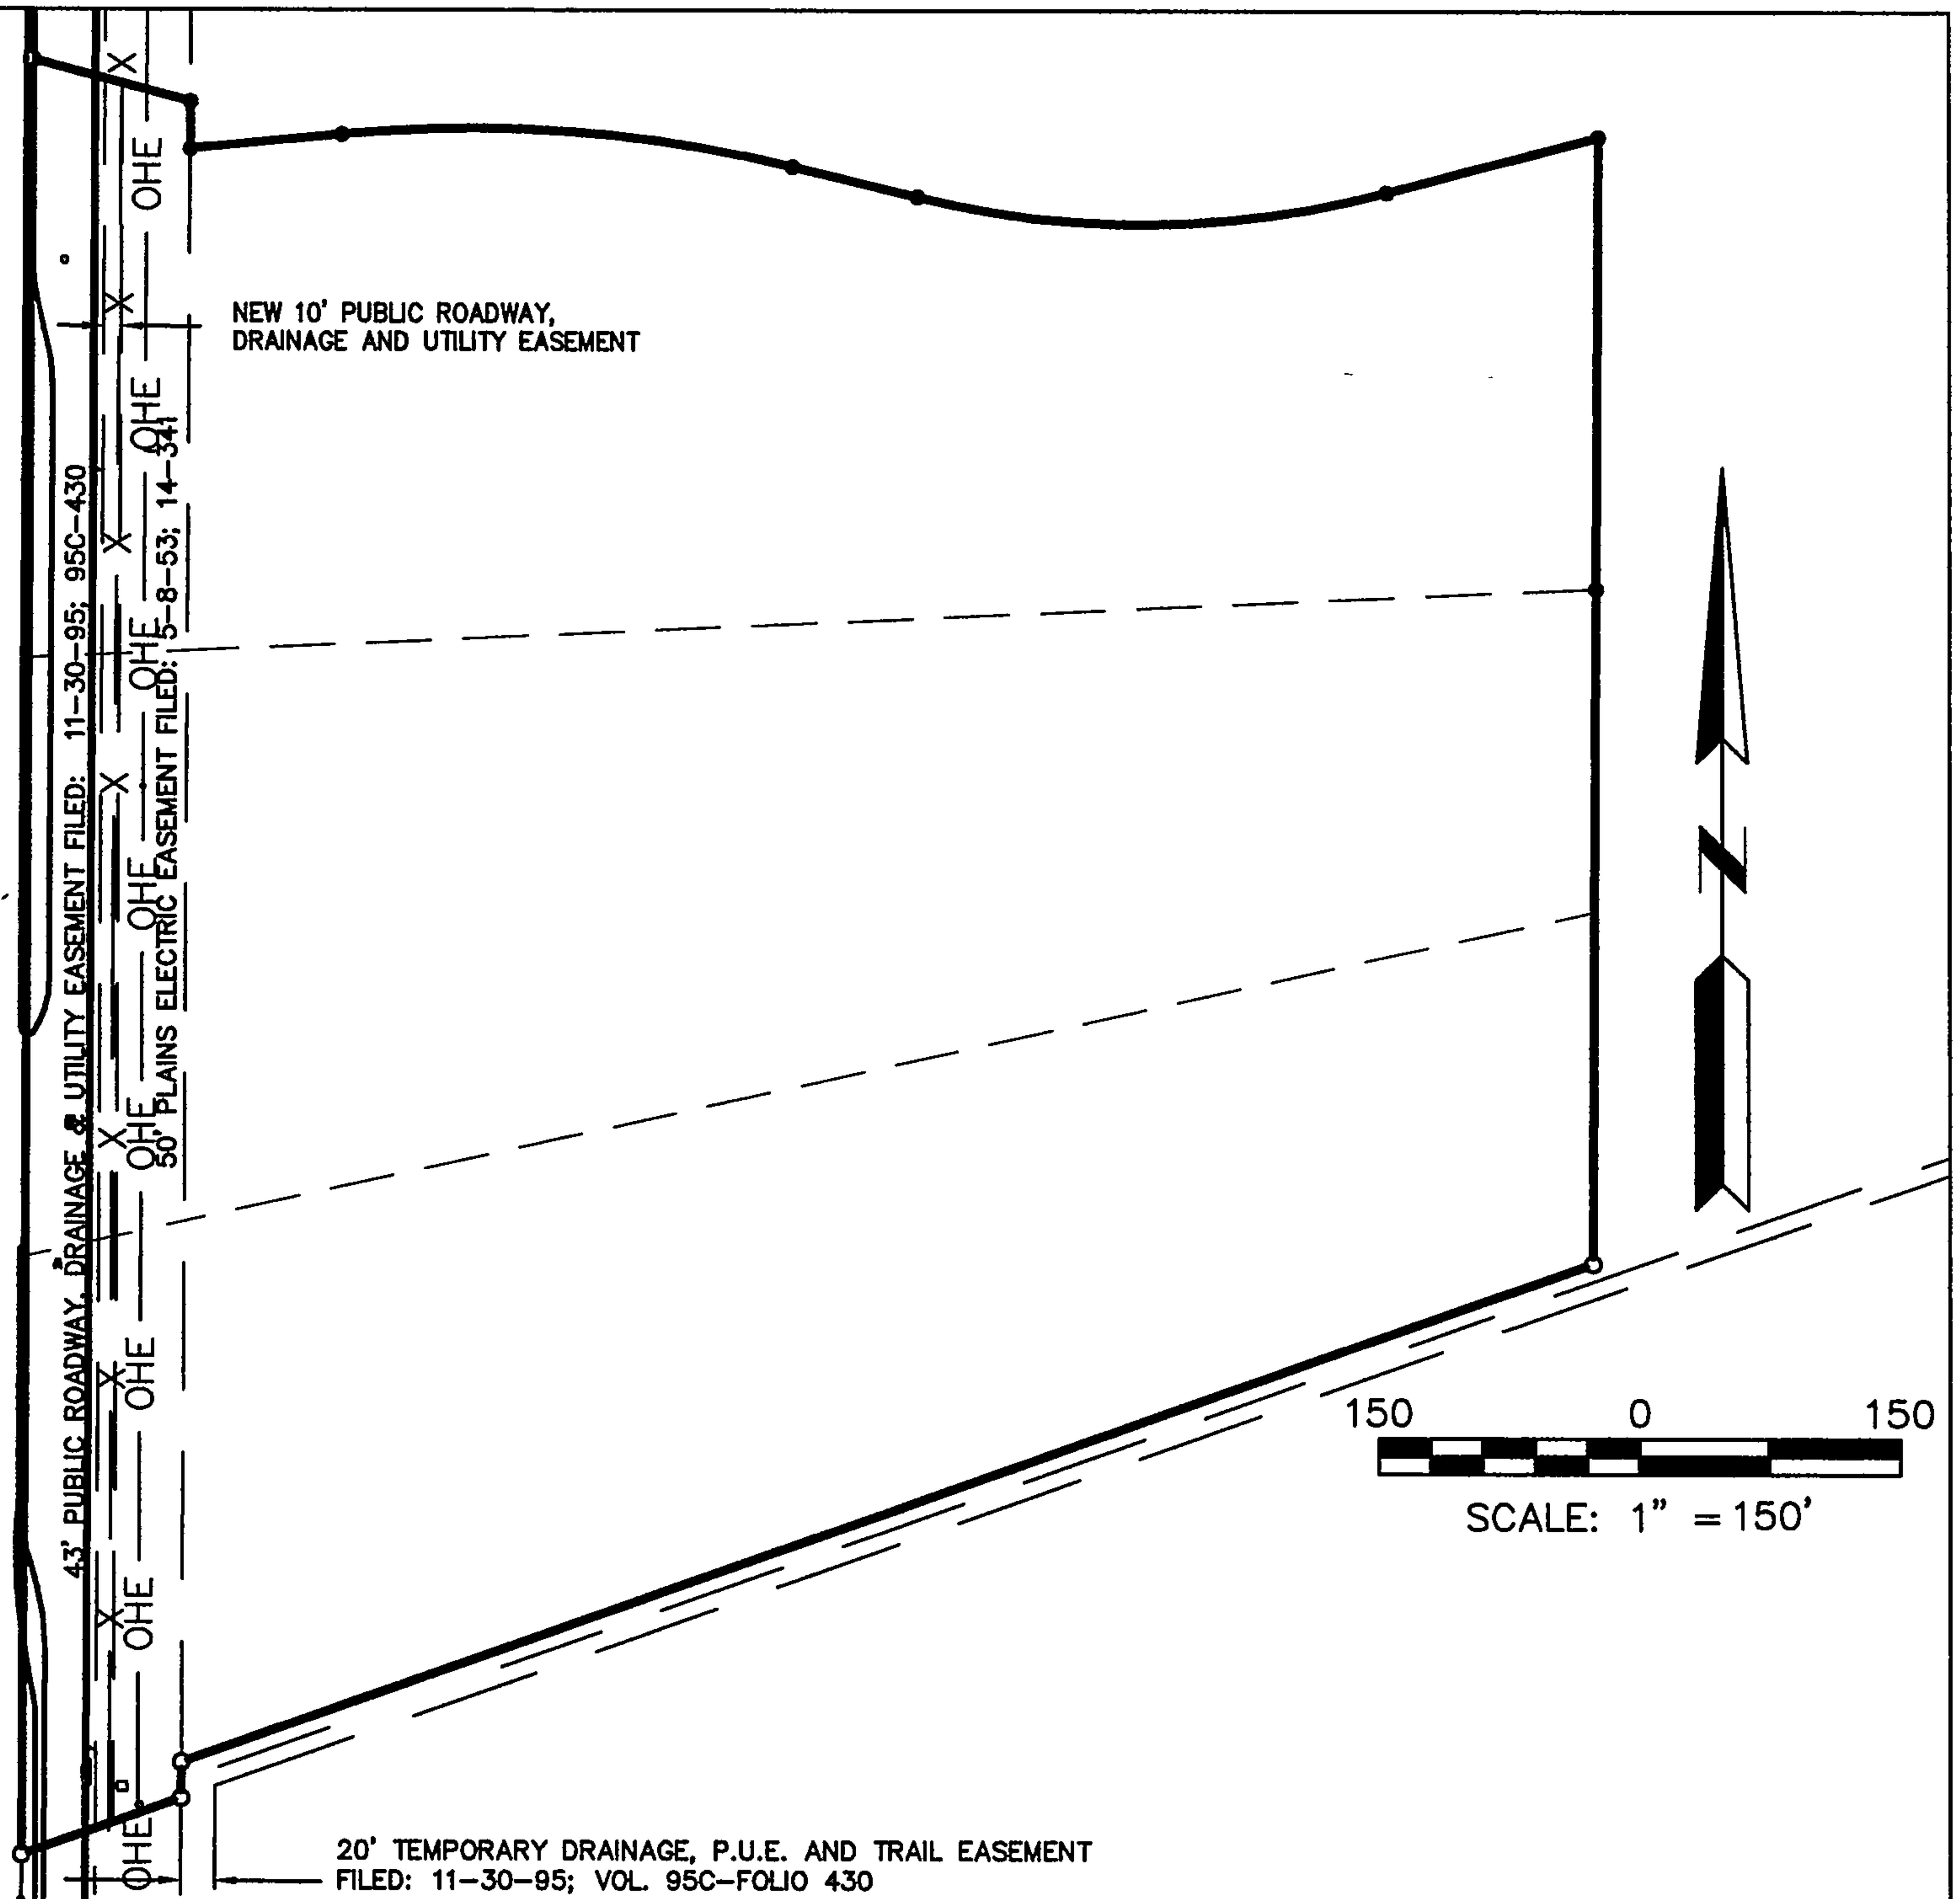 NEW 10' PUBLIC ROADWAY,
DRAINAGE AND UTILITY EASEMENT
43' PUBLIC ROADWAY, DRAINAGE & UTILITY EASEMENT FILED: 11-30-95; 95C-430
50' PLAINS ELECTRIC EASEMENT FILED: 5-8-53; 14-341
OHE
OHE
OHE
OHE
OHE
OHE
OHE
OHE
X
X
X
X
X
X
X
N
150 0 150
SCALE: 1" = 150'
20' TEMPORARY DRAINAGE, P.U.E. AND TRAIL EASEMENT
FILED: 11-30-95; VOL. 95C-FOLIO 430